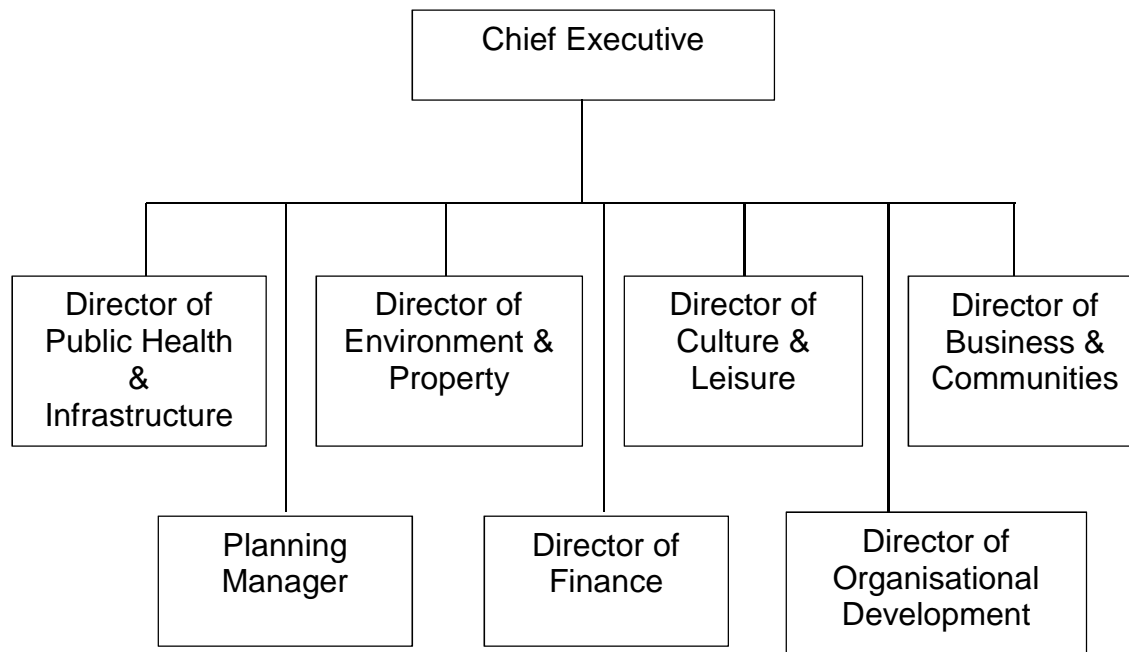 Chief Executive
Director of
Public Health
&
Infrastructure
Director of
Environment &
Property
Director of
Culture &
Leisure
Director of
Business &
Communities
Planning
Manager
Director of
Finance
Director of
Organisational
Development